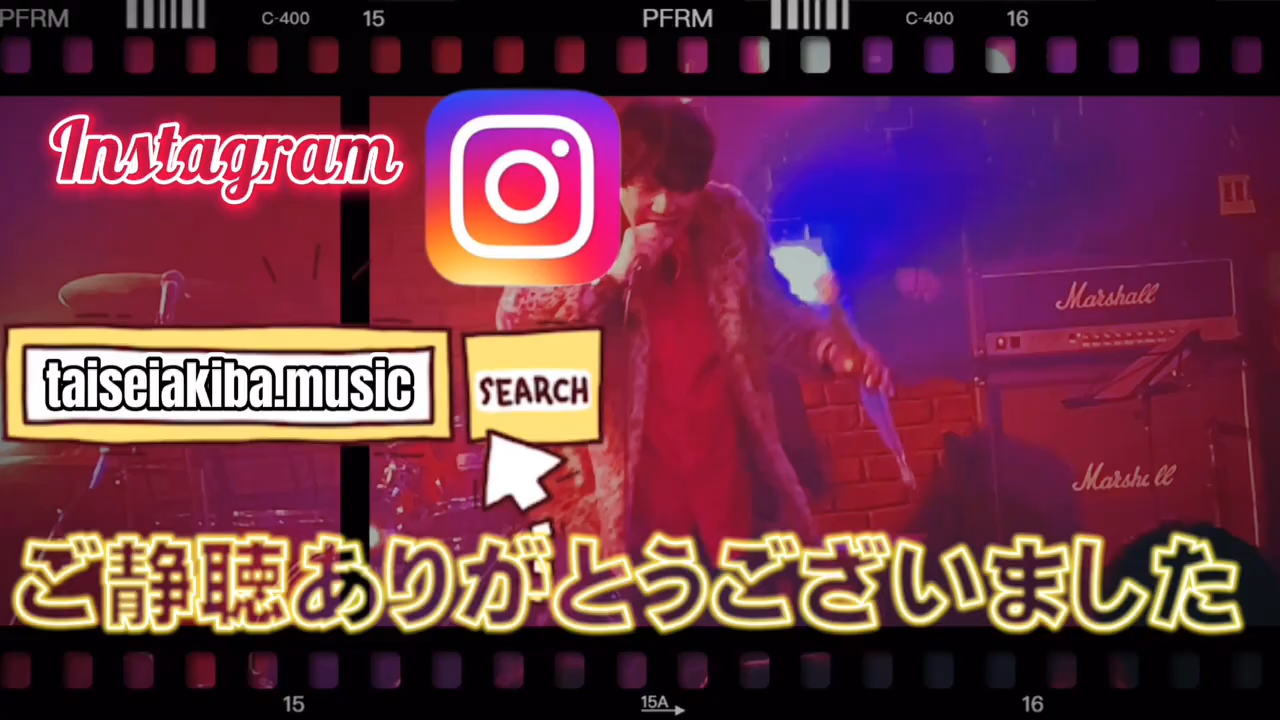 PFRM C-400 15 PFRM C-400 16
Instagram
Marshall
taiseiakiba.music SEARCH
Marshall
ご静聴ありがとうございました
15 15A 16